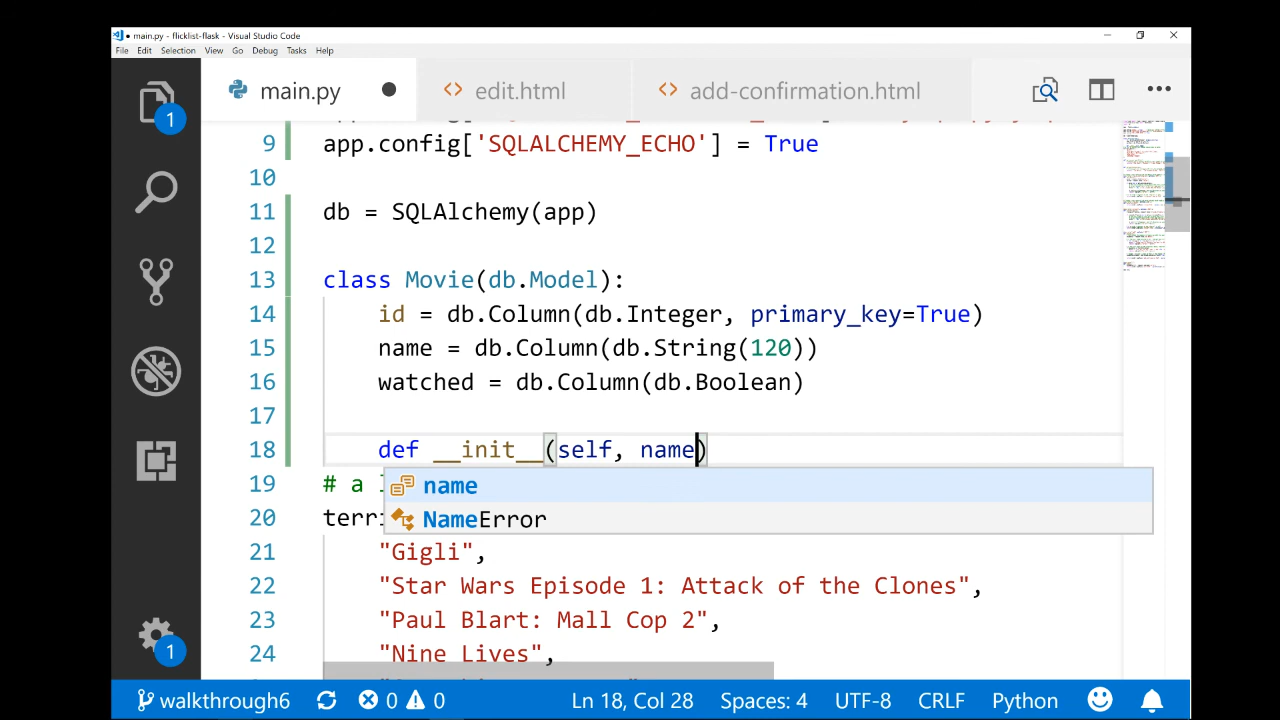 main.py - flicklist-flask - Visual Studio Code
File Edit Selection View Go Debug Tasks Help
main.py edit.html add-confirmation.html
9 app.config['SQLALCHEMY_ECHO'] = True
10
11 db = SQLAlchemy(app)
12
13 class Movie(db.Model):
14 id = db.Column(db.Integer, primary_key=True)
15 name = db.Column(db.String(120))
16 watched = db.Column(db.Boolean)
17
18 def __init__(self, name)
19 # a
name
20 terri
NameError
21 "Gigli",
22 "Star Wars Episode 1: Attack of the Clones",
23 "Paul Blart: Mall Cop 2",
24 "Nine Lives",
1
1
walkthrough6 0 0 Ln 18, Col 28 Spaces: 4 UTF-8 CRLF Python